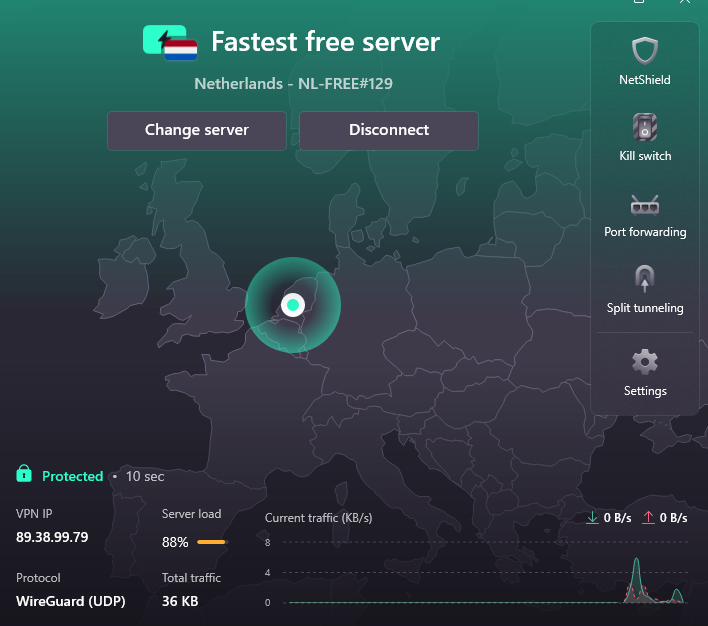 Fastest free server
Netherlands - NL-FREE#129
Change server
Disconnect
NetShield
Kill switch
Port forwarding
Split tunneling
Settings
Protected • 10 sec
VPN IP
89.38.99.79
Server load
88%
Protocol
WireGuard (UDP)
Total traffic
36 KB
Current traffic (KB/s)
0 B/s
0 B/s
8
4
0